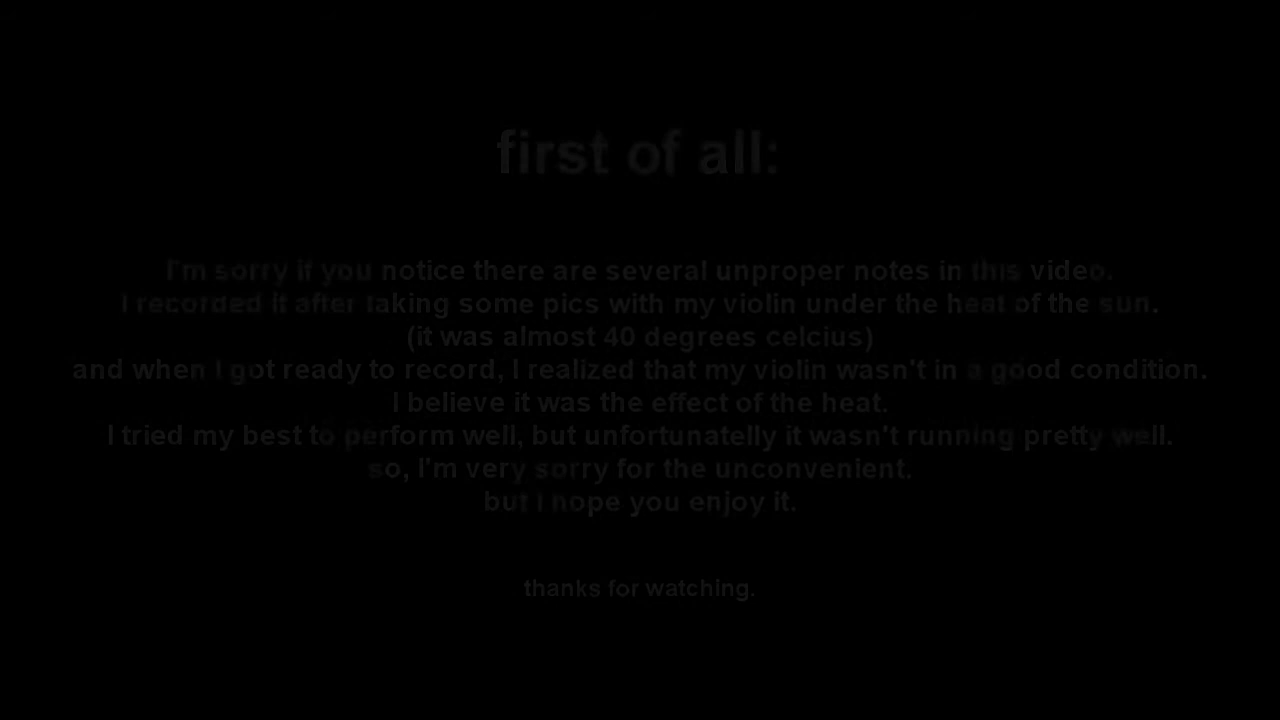 first of all:
I'm sorry if you notice there are several unproper notes in this video.
I recorded it after taking some pics with my violin under the heat of the sun.
(it was almost 40 degrees celcius)
and when I got ready to record, I realized that my violin wasn't in a good condition.
I believe it was the effect of the heat.
I tried my best to perform well, but unfortunatelly it wasn't running pretty well.
so, I'm very sorry for the unconvenient.
but I hope you enjoy it.
thanks for watching.